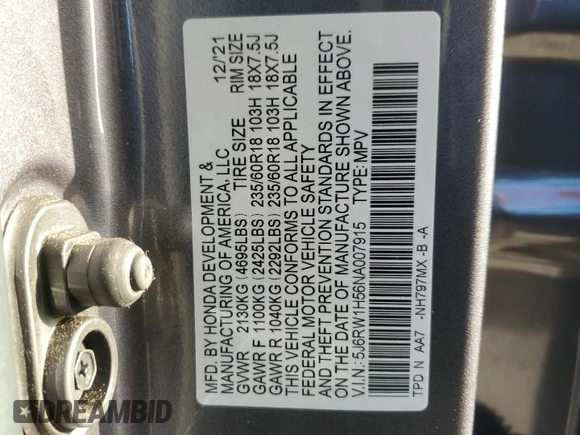 MFD. BY HONDA DEVELOPMENT & 12/21
MANUFACTURING OF AMERICA, LLC
GVWR 2130KG (4695LBS) TIRE SIZE RIM SIZE
GAWR F 1100KG (2425LBS) 235/60R18 103H 18X7.5J
GAWR R 1040KG (2292LBS) 235/60R18 103H 18X7.5J
THIS VEHICLE CONFORMS TO ALL APPLICABLE
FEDERAL MOTOR VEHICLE SAFETY
AND THEFT PREVENTION STANDARDS IN EFFECT
ON THE DATE OF MANUFACTURE SHOWN ABOVE.
V.I.N.: 5J6RW1H56NA007915 TYPE:MPV
TPD N AA7 -NH797MX -B -A
DREAMBID